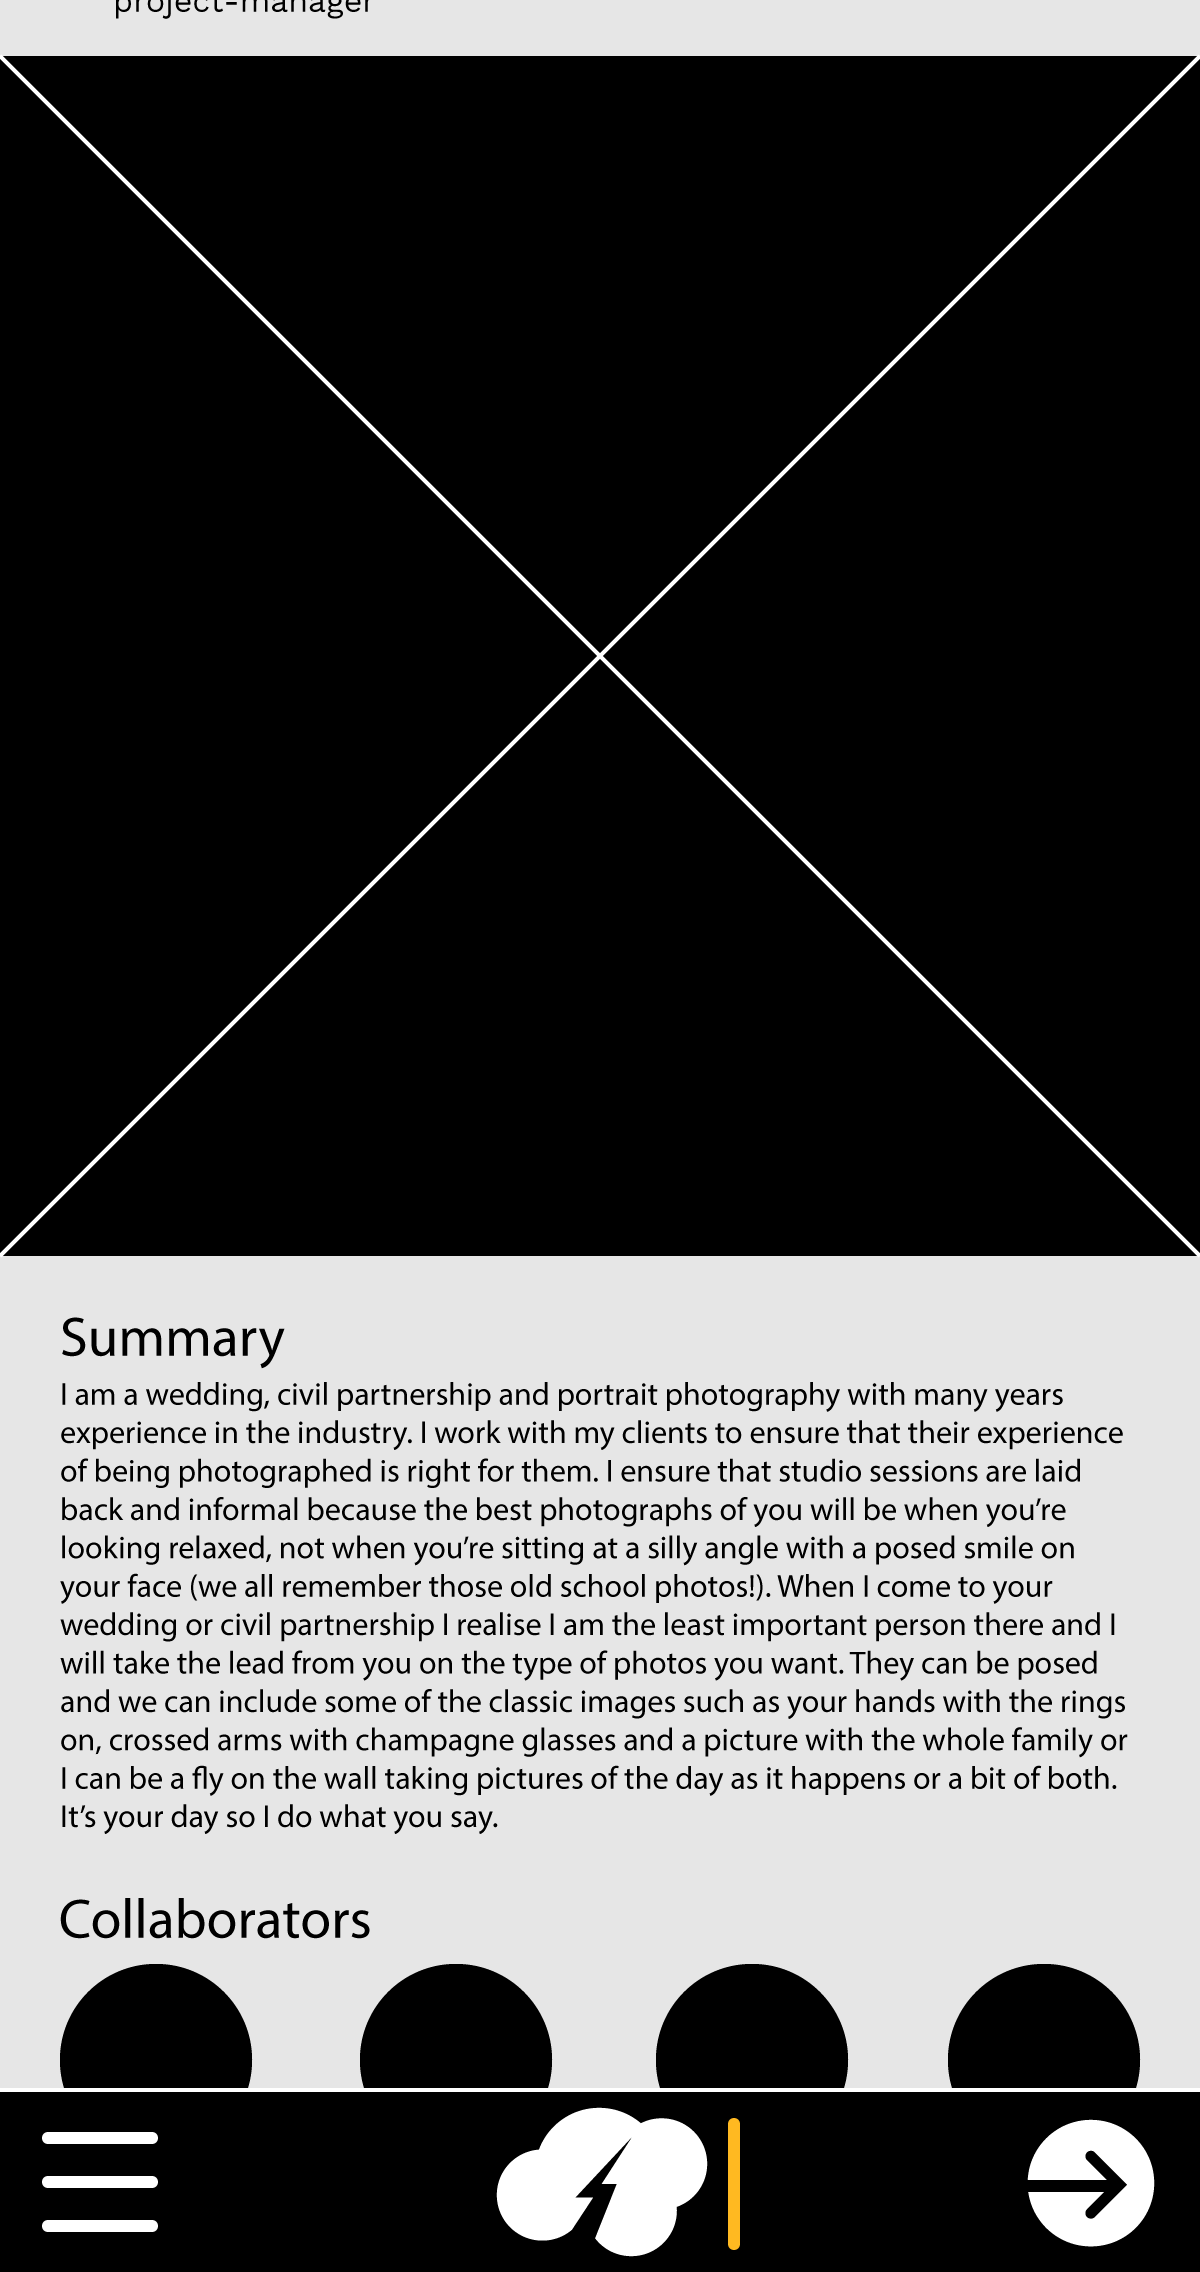 project-manager
Summary
I am a wedding, civil partnership and portrait photography with many years
experience in the industry. I work with my clients to ensure that their experience
of being photographed is right for them. I ensure that studio sessions are laid
back and informal because the best photographs of you will be when you’re
looking relaxed, not when you’re sitting at a silly angle with a posed smile on
your face (we all remember those old school photos!). When I come to your
wedding or civil partnership I realise I am the least important person there and I
will take the lead from you on the type of photos you want. They can be posed
and we can include some of the classic images such as your hands with the rings
on, crossed arms with champagne glasses and a picture with the whole family or
I can be a fly on the wall taking pictures of the day as it happens or a bit of both.
It’s your day so I do what you say.
Collaborators